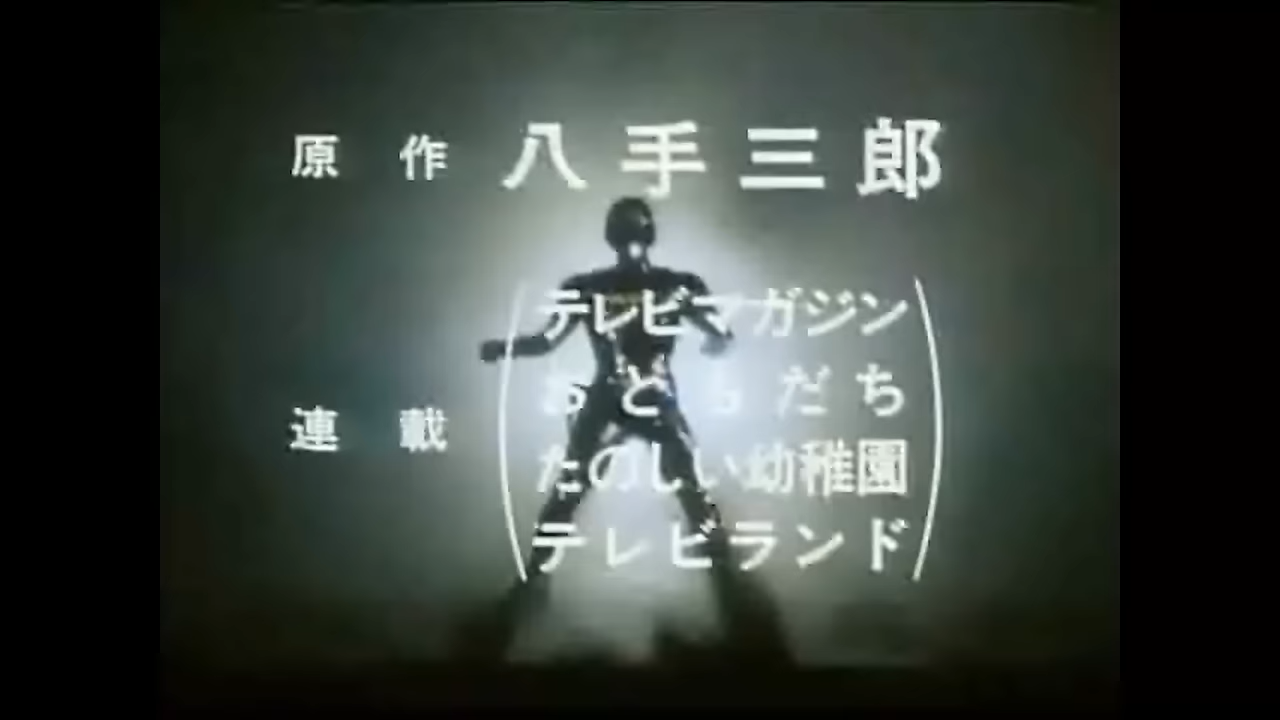 原作 八手三郎
連載
テレビマガジン
おともだち
たのしい幼稚園
テレビランド